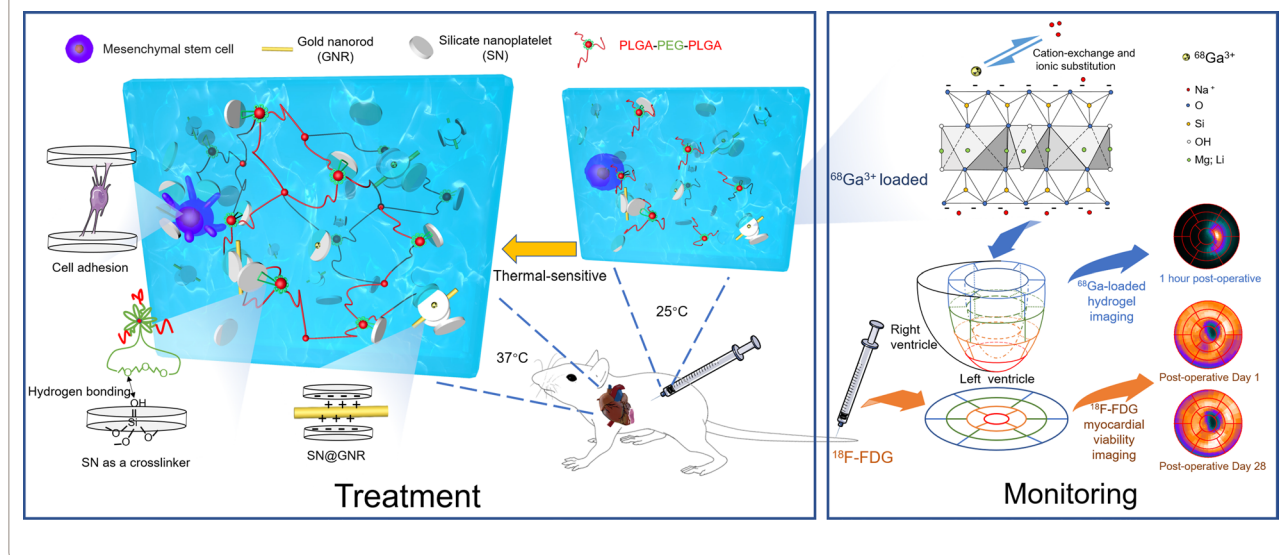 Mesenchymal stem cell
Gold nanorod
(GNR)
Silicate nanoplatelet
(SN)
PLGA-PEG-PLGA
Cell adhesion
Hydrogen bonding
OH
Si
O
O
O
SN as a crosslinker
SN@GNR
Thermal-sensitive
25°C
37°C
Treatment
Cation-exchange and
ionic substitution
⁶⁸Ga³⁺
Na⁺
O
Si
OH
Mg; Li
⁶⁸Ga³⁺ loaded
Right
ventricle
Left ventricle
⁶⁸Ga-loaded
hydrogel
imaging
1 hour post-operative
Post-operative Day 1
¹⁸F-FDG
myocardial
viability
imaging
Post-operative Day 28
¹⁸F-FDG
Monitoring